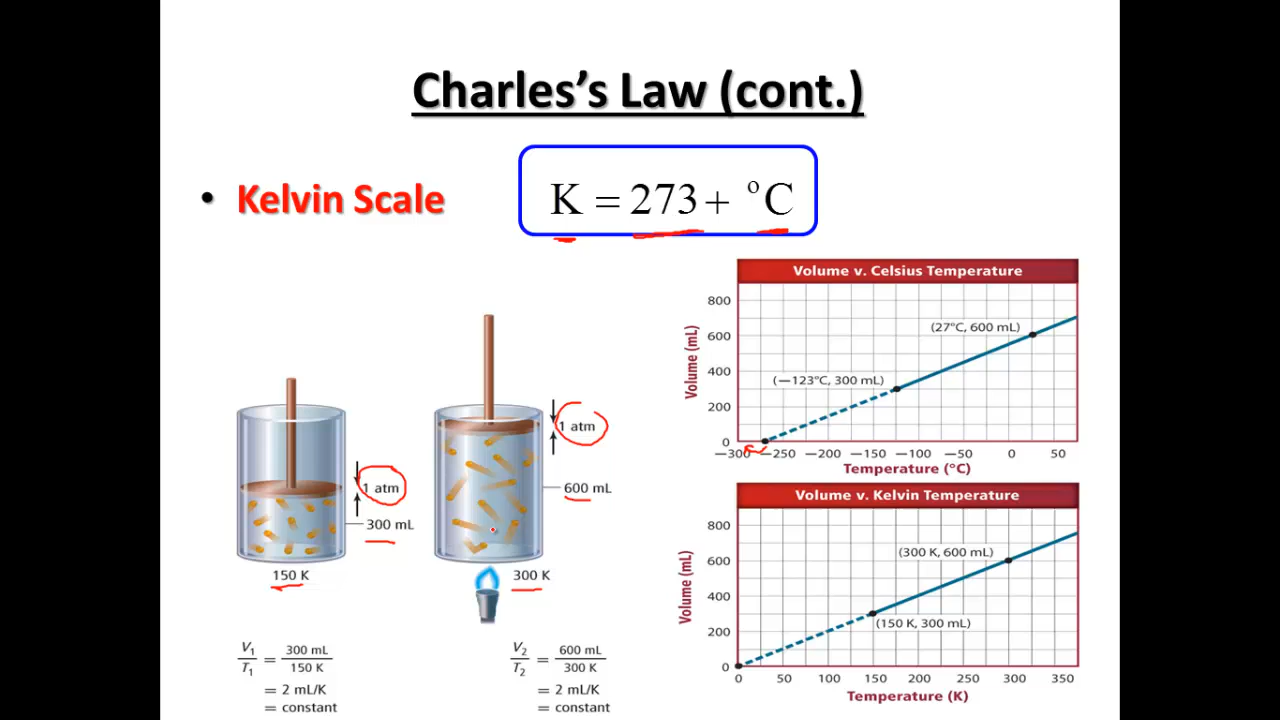 Charles's Law (cont.)
• Kelvin Scale
K = 273 + °C
1 atm
300 mL
150 K
V₁/T₁ = 300 mL/150 K
= 2 mL/K
= constant
1 atm
600 mL
300 K
V₂/T₂ = 600 mL/300 K
= 2 mL/K
= constant
Volume v. Celsius Temperature
Volume (mL)
800
600
400
200
0
(27°C, 600 mL)
(—123°C, 300 mL)
—300 —250 —200 —150 —100 —50 0 50
Temperature (°C)
Volume v. Kelvin Temperature
Volume (mL)
800
600
400
200
0
(300 K, 600 mL)
(150 K, 300 mL)
0 50 100 150 200 250 300 350
Temperature (K)